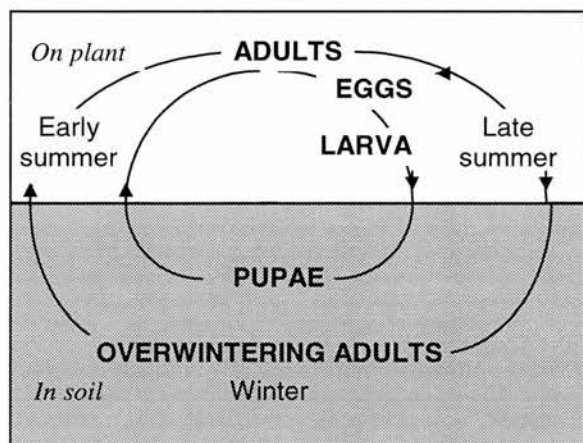 On plant
ADULTS
EGGS
Early
summer
LARVA
Late
summer
PUPAE
OVERWINTERING ADULTS
In soil
Winter